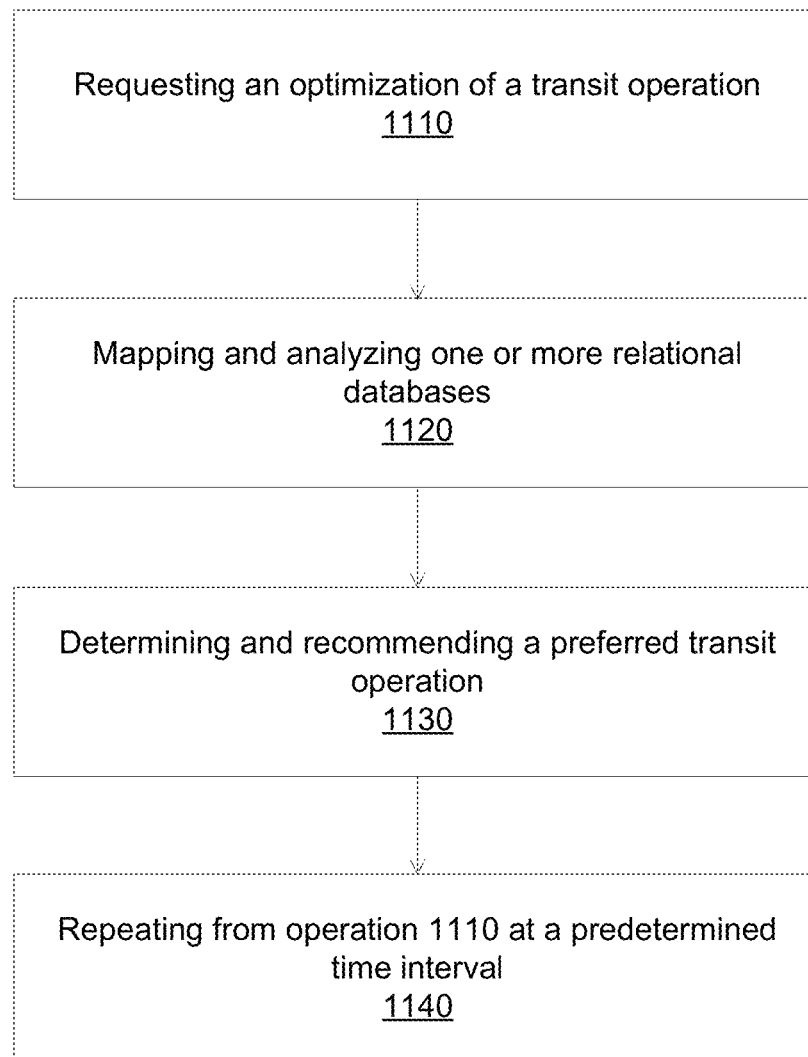 Requesting an optimization of a transit operation
1110
Mapping and analyzing one or more relational
databases
1120
Determining and recommending a preferred transit
operation
1130
Repeating from operation 1110 at a predetermined
time interval
1140